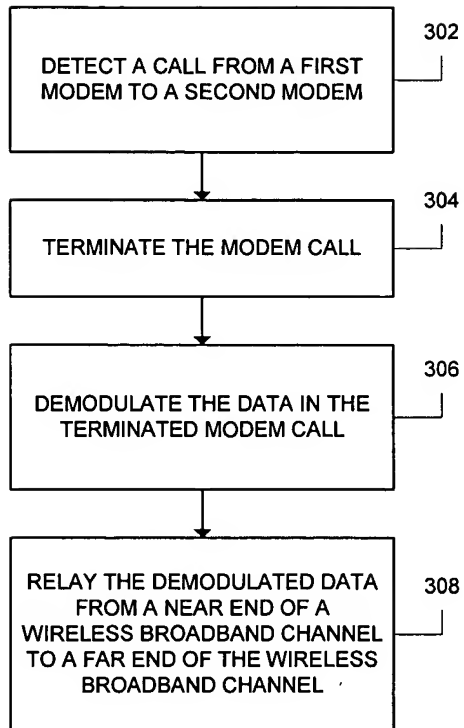 302
DETECT A CALL FROM A FIRST
MODEM TO A SECOND MODEM
304
TERMINATE THE MODEM CALL
306
DEMODULATE THE DATA IN THE
TERMINATED MODEM CALL
308
RELAY THE DEMODULATED DATA
FROM A NEAR END OF A
WIRELESS BROADBAND CHANNEL
TO A FAR END OF THE WIRELESS
BROADBAND CHANNEL